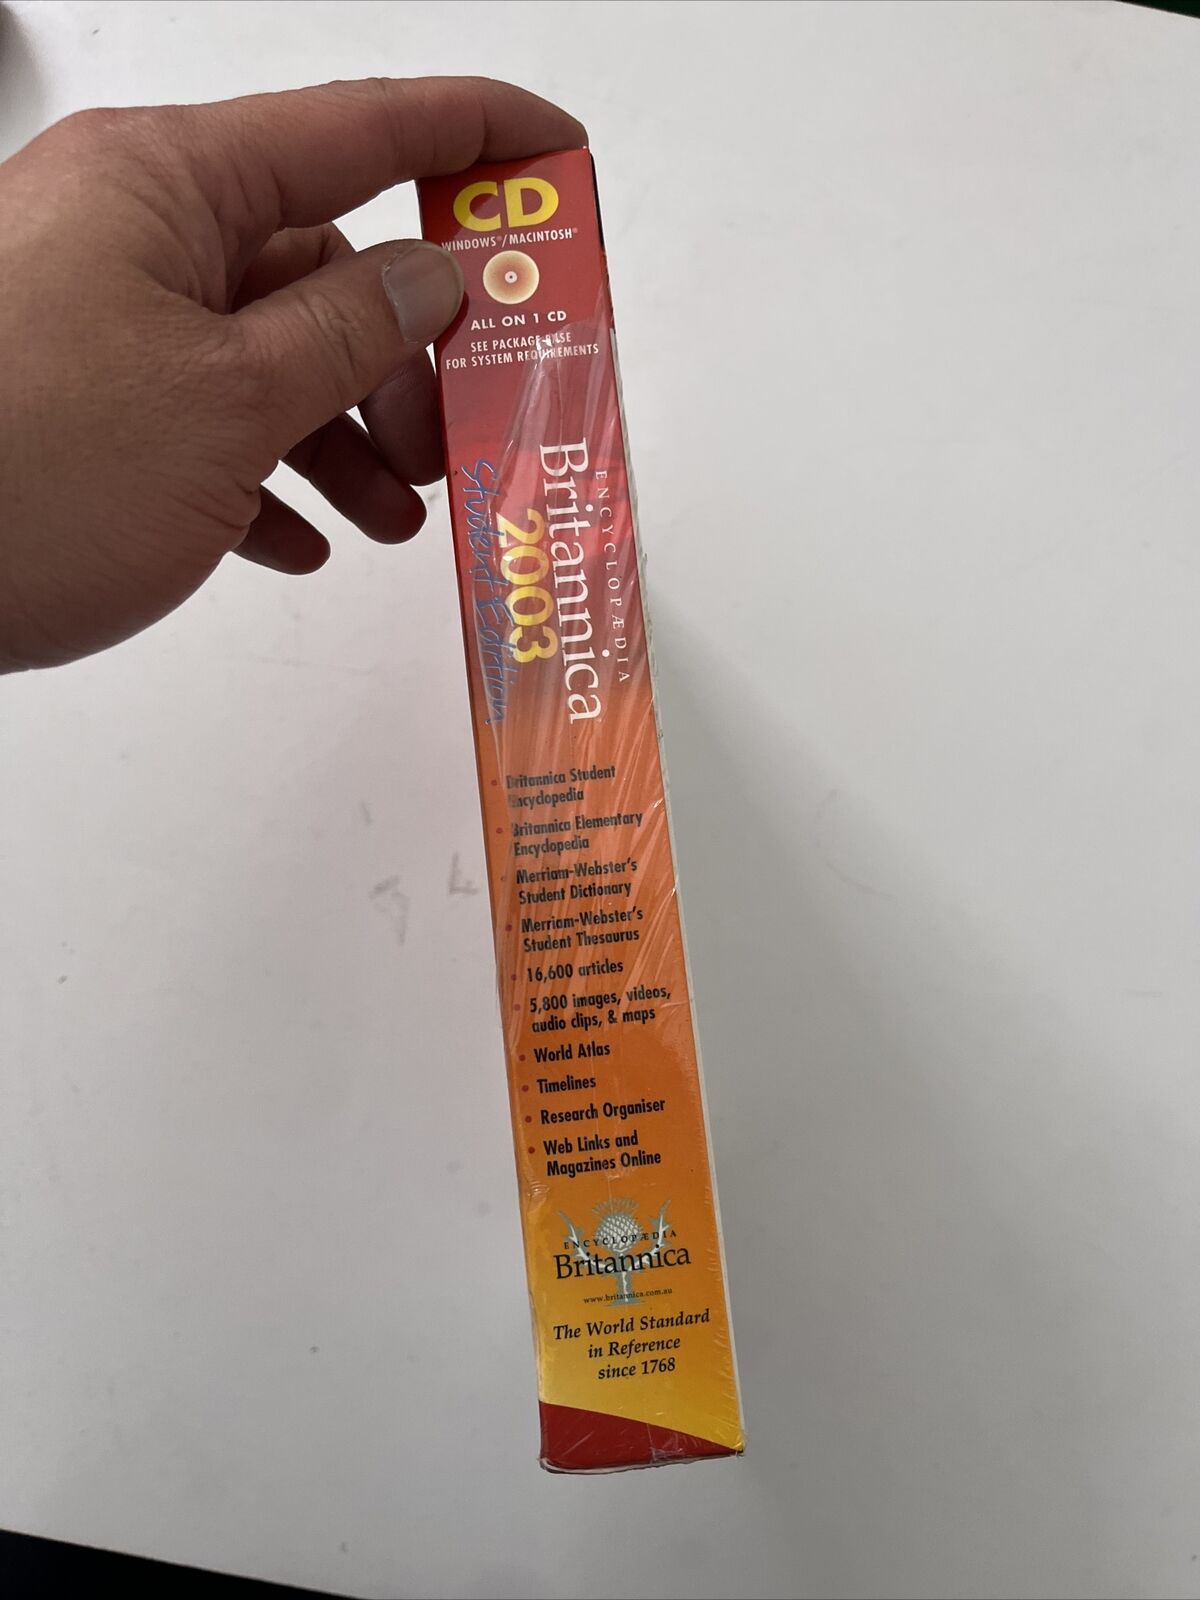 CD
WINDOWS®/MACINTOSH®
ALL ON 1 CD
SEE PACKAGE BASE
FOR SYSTEM REQUIREMENTS
ENCYCLOPÆDIA
Britannica
2003
Student Edition
• Britannica Student
Encyclopedia
• Britannica Elementary
Encyclopedia
• Merriam-Webster's
Student Dictionary
• Merriam-Webster's
Student Thesaurus
• 16,600 articles
• 5,800 images, videos,
audio clips, & maps
• World Atlas
• Timelines
• Research Organiser
• Web Links and
Magazines Online
ENCYCLOPÆDIA
Britannica
www.britannica.com.au
The World Standard
in Reference
since 1768